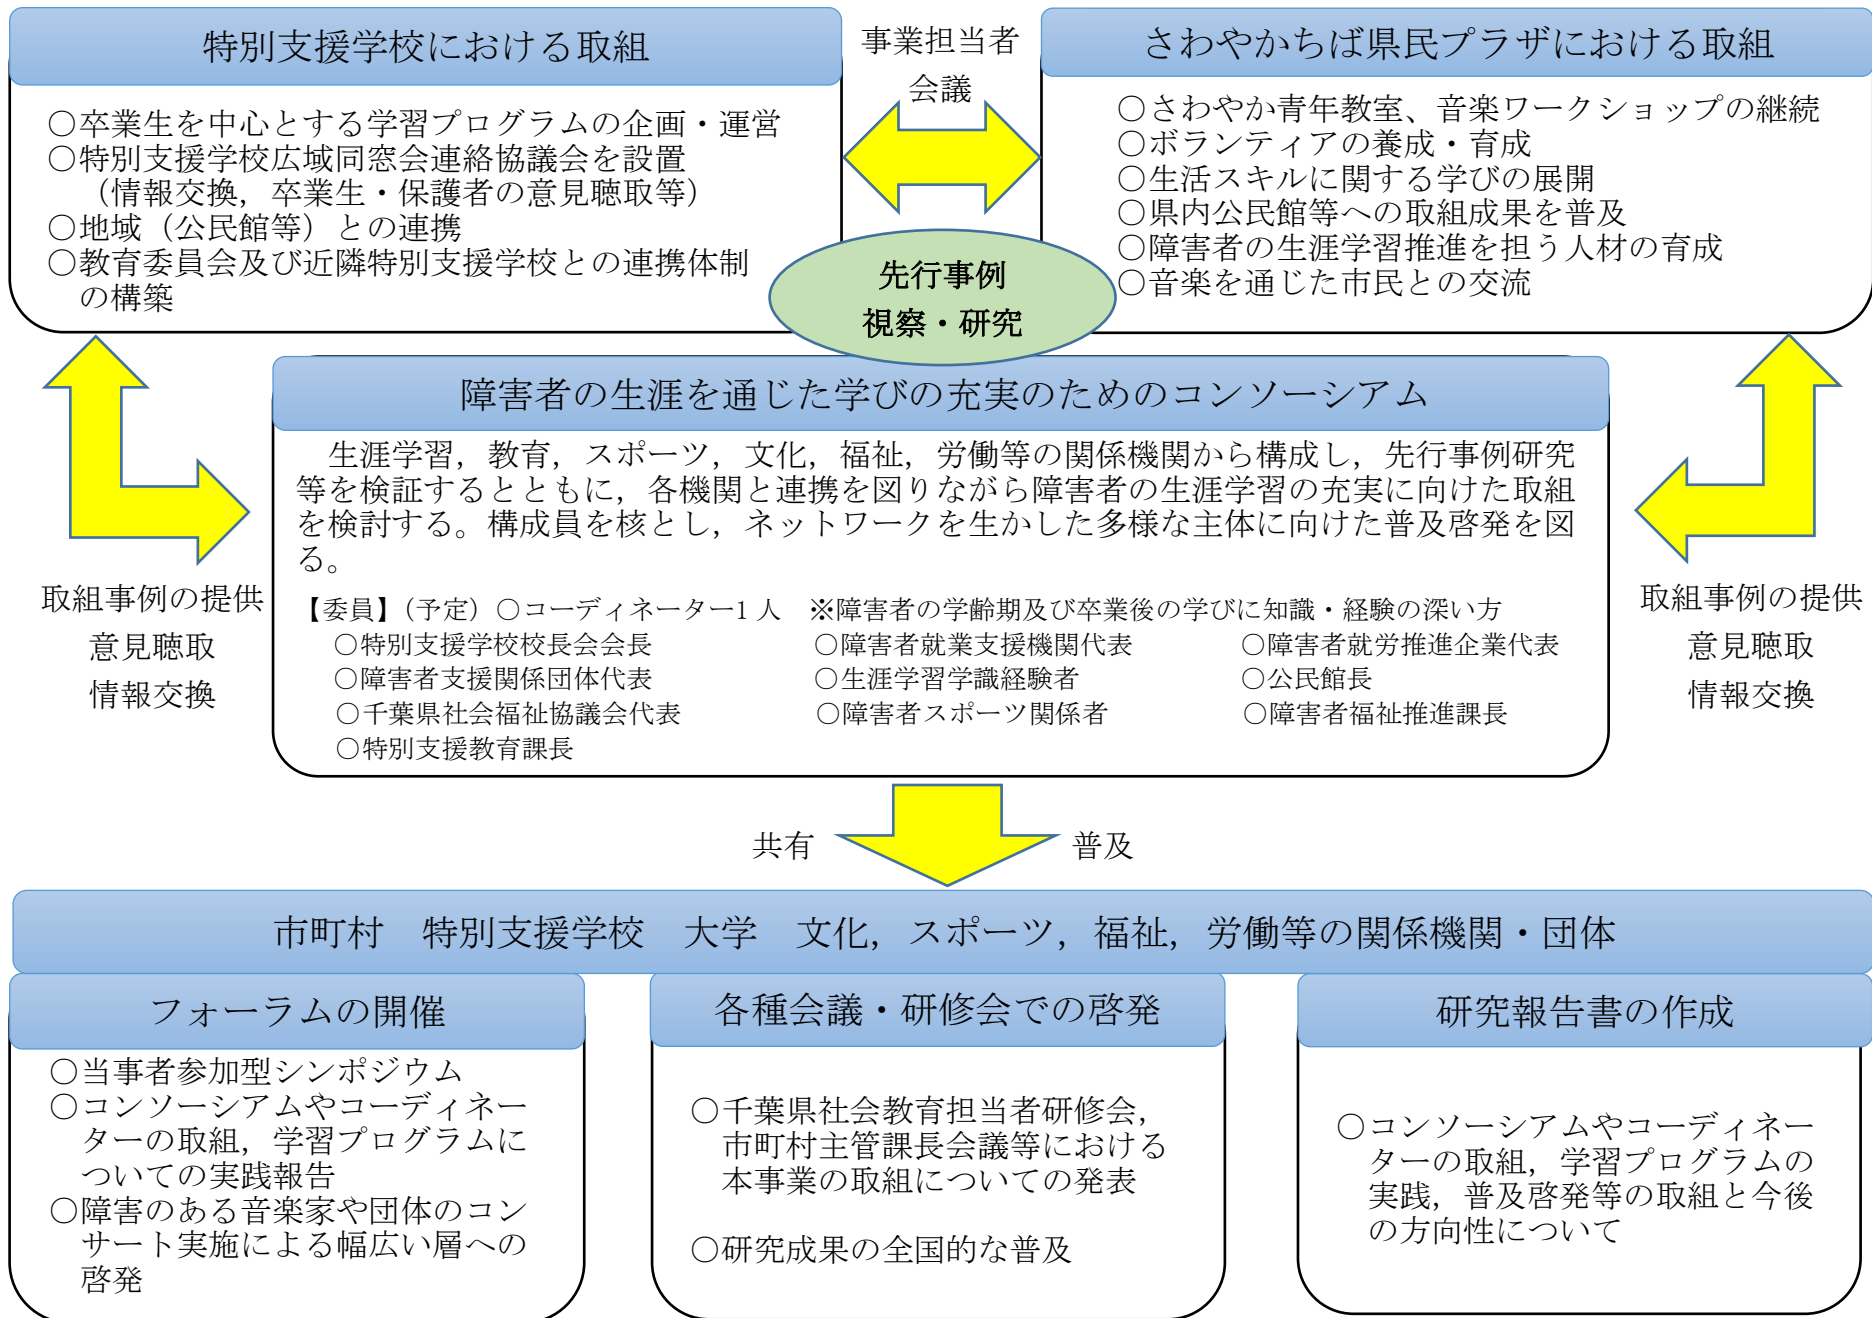 特別支援学校における取組
○卒業生を中心とする学習プログラムの企画・運営
○特別支援学校広域同窓会連絡協議会を設置
（情報交換，卒業生・保護者の意見聴取等）
○地域（公民館等）との連携
○教育委員会及び近隣特別支援学校との連携体制
の構築
事業担当者
会議
さわやかちば県民プラザにおける取組
○さわやか青年教室、音楽ワークショップの継続
○ボランティアの養成・育成
○生活スキルに関する学びの展開
○県内公民館等への取組成果を普及
○障害者の生涯学習推進を担う人材の育成
○音楽を通じた市民との交流
先行事例
視察・研究
障害者の生涯を通じた学びの充実のためのコンソーシアム
生涯学習，教育，スポーツ，文化，福祉，労働等の関係機関から構成し，先行事例研究
等を検証するとともに，各機関と連携を図りながら障害者の生涯学習の充実に向けた取組
を検討する。構成員を核とし，ネットワークを生かした多様な主体に向けた普及啓発を図
る。
【委員】（予定）○コーディネーター1人　※障害者の学齢期及び卒業後の学びに知識・経験の深い方
○特別支援学校校長会会長　○障害者就業支援機関代表　○障害者就労推進企業代表
○障害者支援関係団体代表　○生涯学習学識経験者　○公民館長
○千葉県社会福祉協議会代表　○障害者スポーツ関係者　○障害者福祉推進課長
○特別支援教育課長
取組事例の提供
意見聴取
情報交換
取組事例の提供
意見聴取
情報交換
共有　普及
市町村　特別支援学校　大学　文化，スポーツ，福祉，労働等の関係機関・団体
フォーラムの開催
○当事者参加型シンポジウム
○コンソーシアムやコーディネー
ターの取組，学習プログラムに
ついての実践報告
○障害のある音楽家や団体のコン
サート実施による幅広い層への
啓発
各種会議・研修会での啓発
○千葉県社会教育担当者研修会，
市町村主管課長会議等における
本事業の取組についての発表
○研究成果の全国的な普及
研究報告書の作成
○コンソーシアムやコーディネー
ターの取組，学習プログラムの
実践，普及啓発等の取組と今後
の方向性について